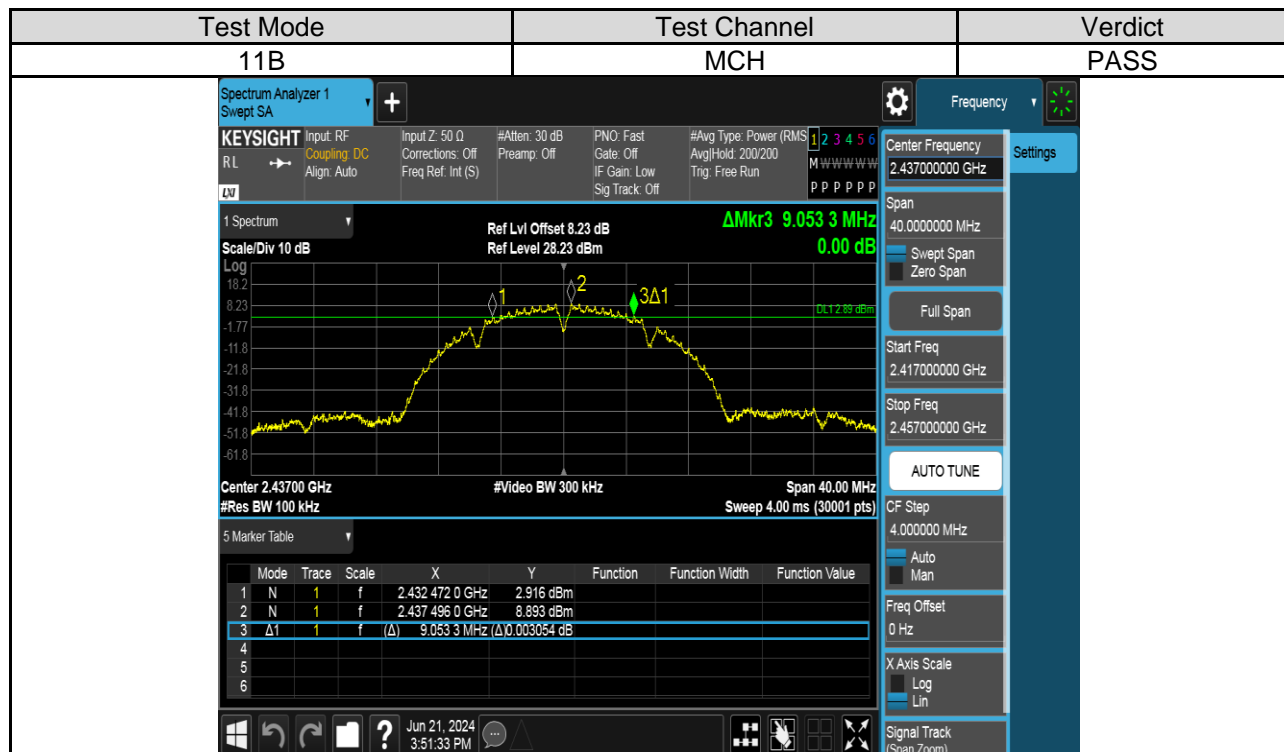 Test Mode Test Channel Verdict
11B MCH PASS
Spectrum Analyzer 1
Swept SA
+
Frequency
KEYSIGHT Input: RF Input Z: 50 Ω #Atten: 30 dB PNO: Fast #Avg Type: Power (RMS 1 2 3 4 5 6
RL Coupling: DC Corrections: Off Preamp: Off Gate: Off Avg|Hold: 200/200 M W W W W W
Align: Auto Freq Ref: Int (S) IF Gain: Low Trig: Free Run
LXI Sig Track: Off P P P P P P
Center Frequency
2.437000000 GHz
Settings
Span
40.0000000 MHz
Swept Span
Zero Span
Full Span
Start Freq
2.417000000 GHz
Stop Freq
2.457000000 GHz
AUTO TUNE
CF Step
4.000000 MHz
Auto
Man
Freq Offset
0 Hz
X Axis Scale
Log
Lin
Signal Track
(Span Zoom)
1 Spectrum Ref Lvl Offset 8.23 dB ΔMkr3 9.053 3 MHz
Scale/Div 10 dB Ref Level 28.23 dBm 0.00 dB
Log
18.2
8.23
-1.77
-11.8
-21.8
-31.8
-41.8
-51.8
-61.8
1 2 3Δ1
DL1 2.89 dBm
Center 2.43700 GHz #Video BW 300 kHz Span 40.00 MHz
#Res BW 100 kHz Sweep 4.00 ms (30001 pts)
5 Marker Table
Mode Trace Scale X Y Function Function Width Function Value
1 N 1 f 2.432 472 0 GHz 2.916 dBm
2 N 1 f 2.437 496 0 GHz 8.893 dBm
3 Δ1 1 f (Δ) 9.053 3 MHz (Δ)0.003054 dB
4
5
6
? Jun 21, 2024
3:51:33 PM